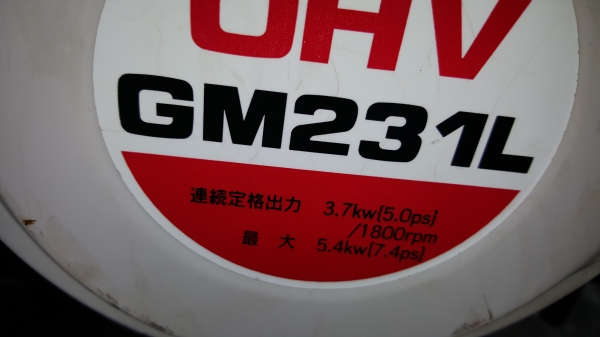 OHV
GM231L
連続定格出力 3.7kw{5.0ps}
/1800rpm
最大 5.4kw{7.4ps}